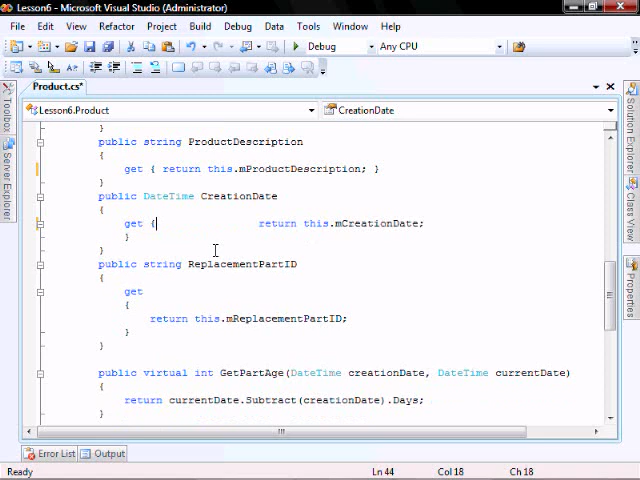 Lesson6 - Microsoft Visual Studio (Administrator)
File Edit View Refactor Project Build Debug Data Tools Test Window Help
Debug Any CPU
Product.cs*
Toolbox
Server Explorer
Lesson6.Product CreationDate
}
public string ProductDescription
{
get { return this.mProductDescription; }
}
public DateTime CreationDate
{
get { return this.mCreationDate;
}
}
public string ReplacementPartID
{
get
{
return this.mReplacementPartID;
}
}
public virtual int GetPartAge(DateTime creationDate, DateTime currentDate)
{
return currentDate.Subtract(creationDate).Days;
}
Solution Explorer
Class View
Properties
Error List Output
Ready Ln 44 Col 18 Ch 18